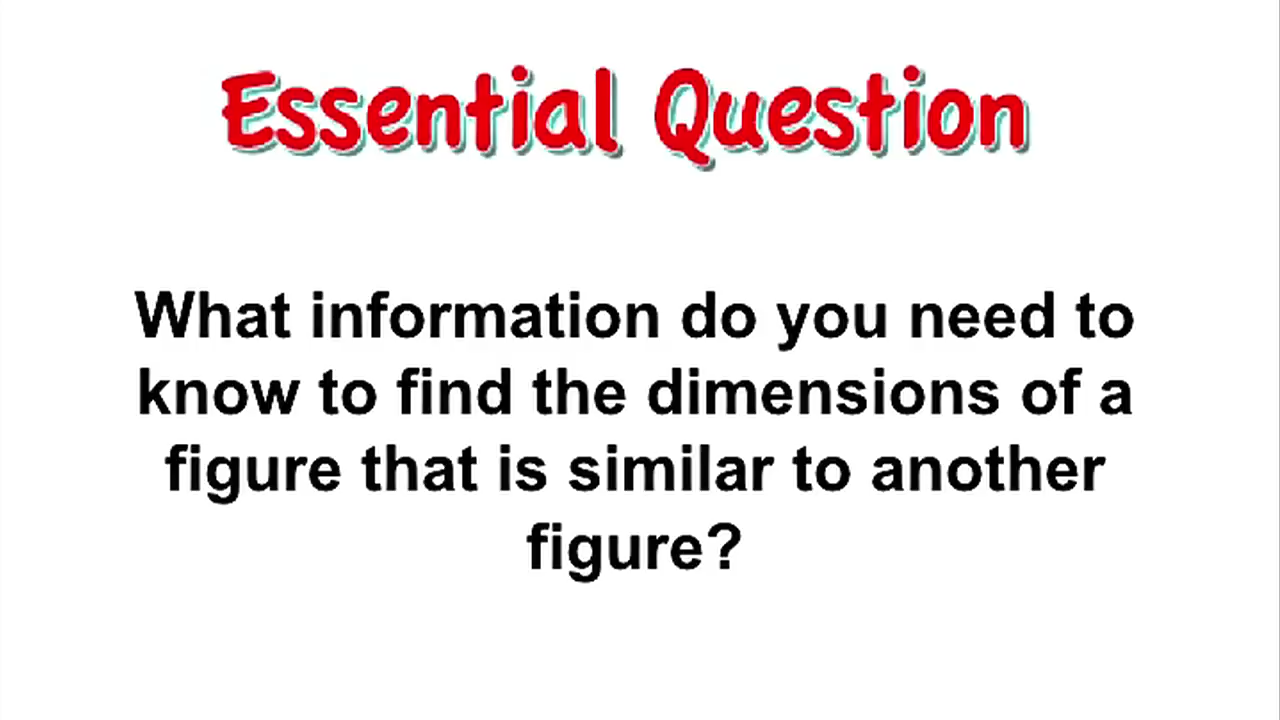 Essential Question
What information do you need to
know to find the dimensions of a
figure that is similar to another
figure?